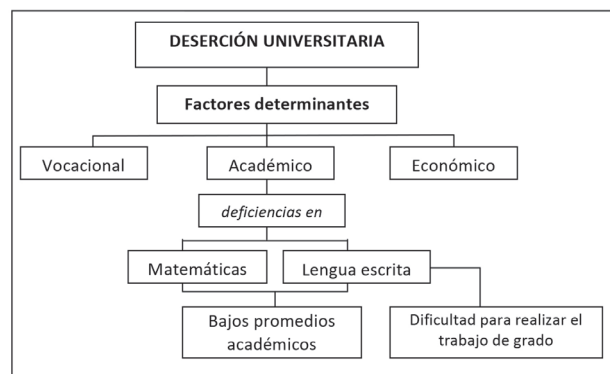 DESERCIÓN UNIVERSITARIA
Factores determinantes
Vocacional
Académico
Económico
deficiencias en
Matemáticas
Lengua escrita
Bajos promedios
académicos
Dificultad para realizar el
trabajo de grado